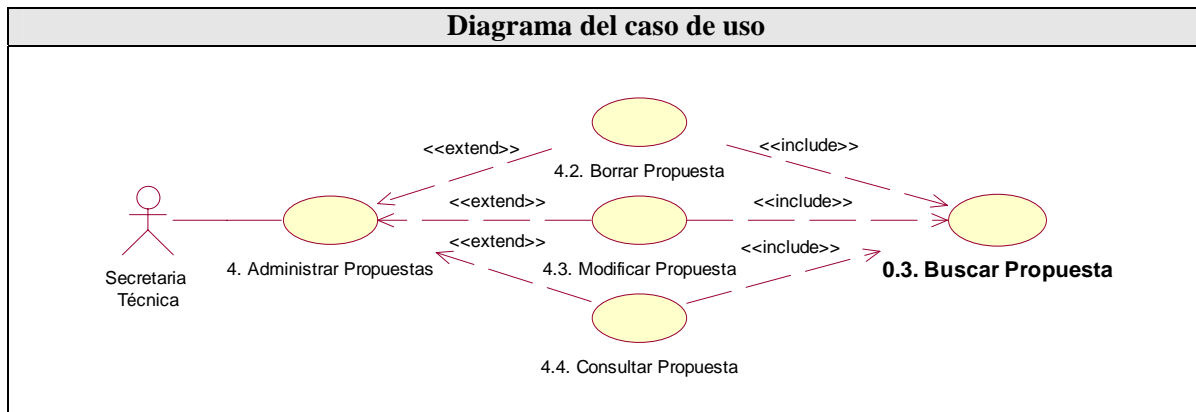 Diagrama del caso de uso
<<extend>>
<<include>>
4.2. Borrar Propuesta
<<extend>>
<<include>>
4. Administrar Propuestas
<<extend>>
4.3. Modificar Propuesta
<<include>>
0.3. Buscar Propuesta
Secretaria
Técnica
4.4. Consultar Propuesta